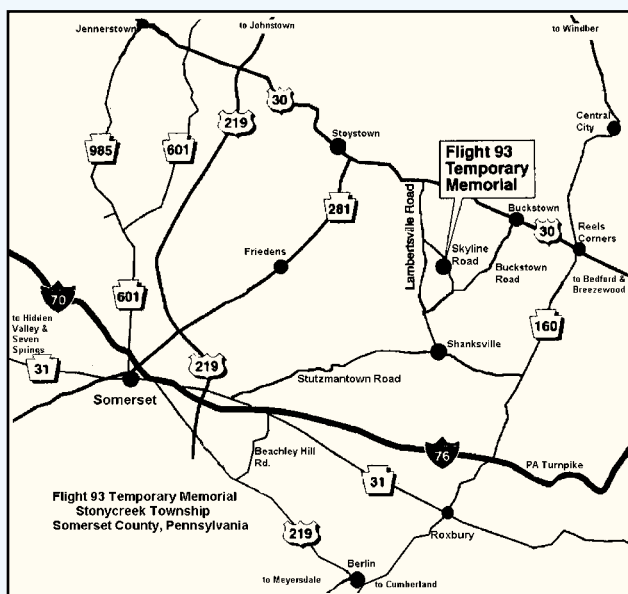 Jennerstown
to Johnstown
to Windber
30
219
985
601
Stoystown
Central
City
Flight 93
Temporary
Memorial
281
Lambertsville Road
Buckstown
30
Reels
Corners
Friedens
Skyline
Road
Buckstown
Road
to Bedford &
Breezewood
70
601
to Hidden
Valley &
Seven
Springs
160
31
219
Shanksville
Stutzmantown Road
Somerset
76
PA Turnpike
Beachley Hill
Rd.
31
Flight 93 Temporary Memorial
Stonycreek Township
Somerset County, Pennsylvania
Roxbury
219
Berlin
to Meyersdale
to Cumberland